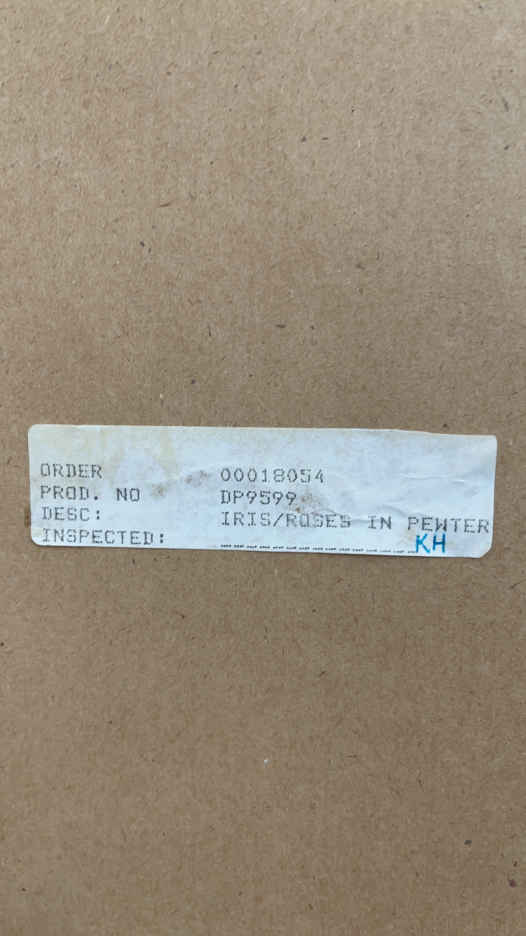 ORDER 00018054
PROD. NO DP9599
DESC: IRIS/ROSES IN PEWTER
INSPECTED: KH